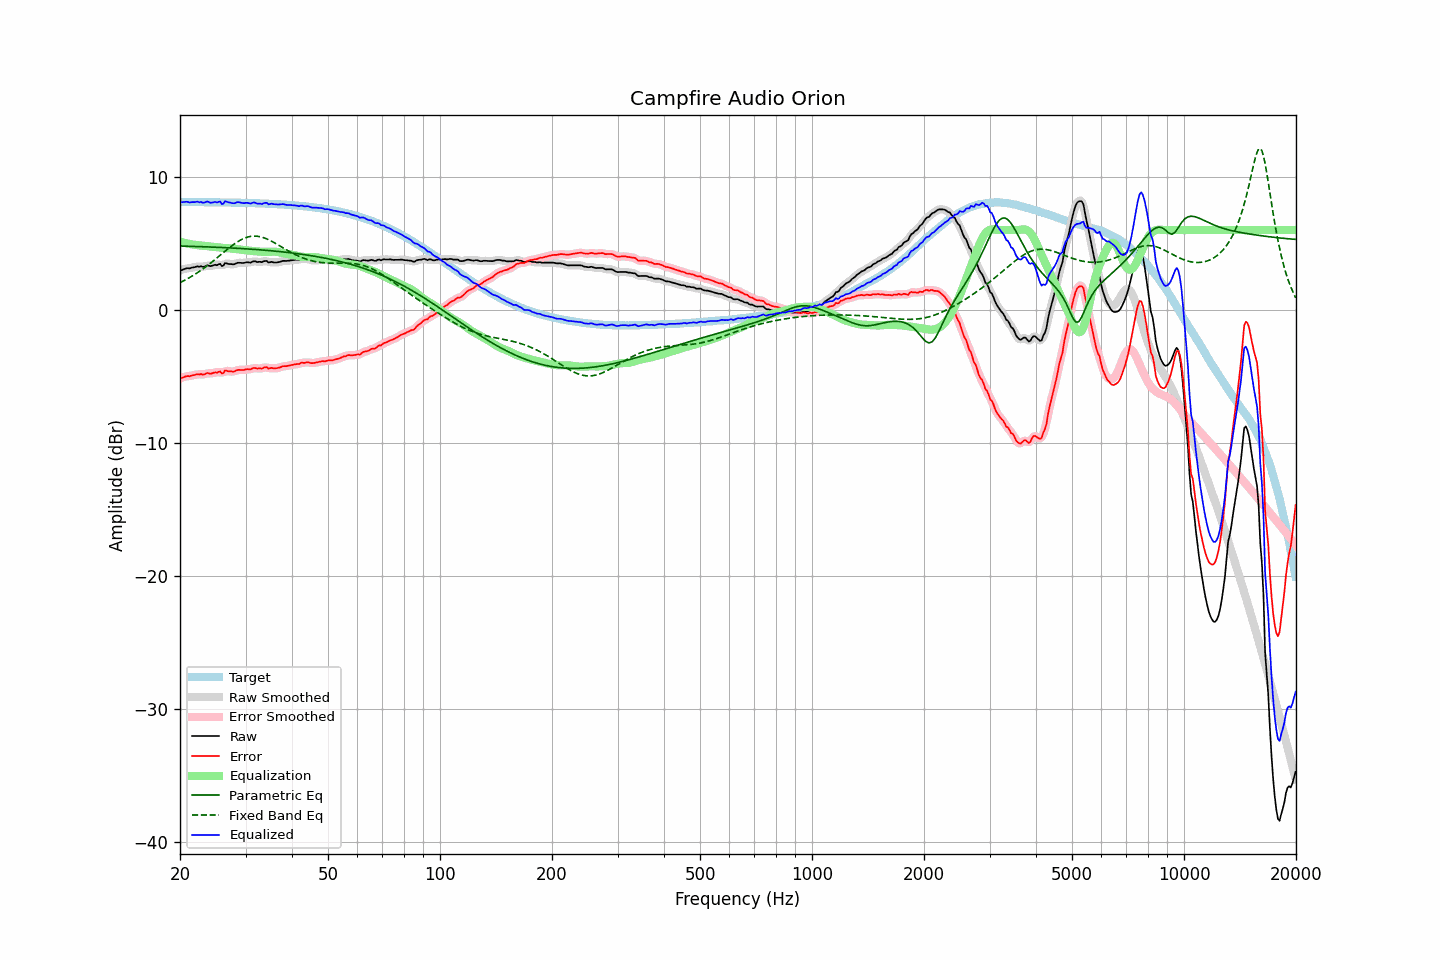 Campfire Audio Orion
Amplitude (dBr)
10
0
−10
−20
−30
−40
Target
Raw Smoothed
Error Smoothed
Raw
Error
Equalization
Parametric Eq
Fixed Band Eq
Equalized
20 50 100 200 500 1000 2000 5000 10000 20000
Frequency (Hz)